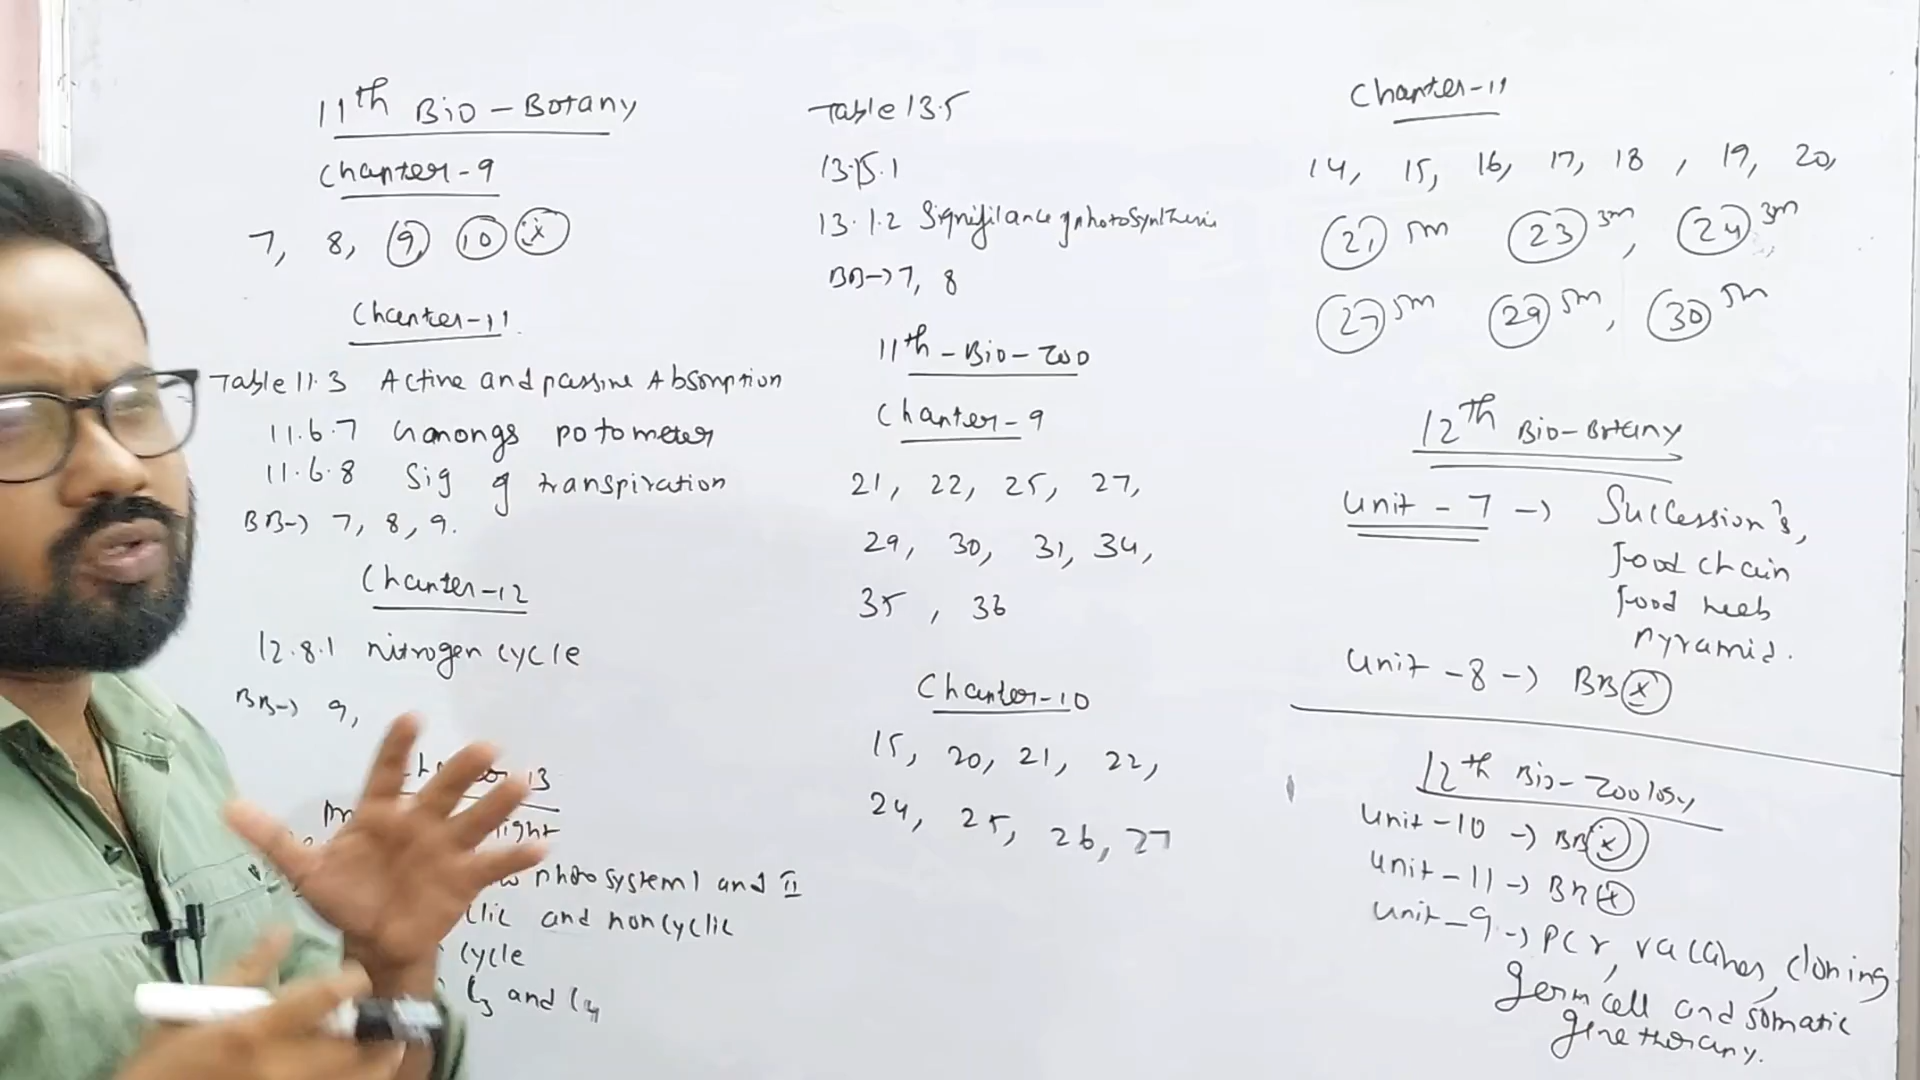 11th Bio - Botany
Chapter-9
7, 8, 9, 10 x
Chapter-11
Table 11.3 Active and passive Absorption
11.6.7 Ganongs potometer
11.6.8 Sig of transpiration
BB-> 7, 8, 9.
Chapter-12
12.8.1 nitrogen cycle
BB-> 9,
13
light
photosystem I and II
clic and noncyclic
cycle
C3 and C4
Table 13.5
13.15.1
13.1.2 Significance of photosynthesis
BB-> 7, 8
11th - Bio - Zoo
Chapter-9
21, 22, 25, 27,
29, 30, 31, 34,
35, 36
Chapter-10
15, 20, 21, 22,
24, 25, 26, 27
Chapter-11
14, 15, 16, 17, 18, 19, 20,
21 5m 23 3m, 24 3m
27 5m 29 5m, 30 5m
12th Bio-Botany
Unit - 7 -> Succession's,
Food chain
Food web
pyramid.
Unit - 8 -> BB x
12th Bio-Zoology
Unit -10 -> BB x
Unit -11 -> BB x
Unit -9 -> PCR, vaccines, cloning
Germ cell and somatic
gene therapy.